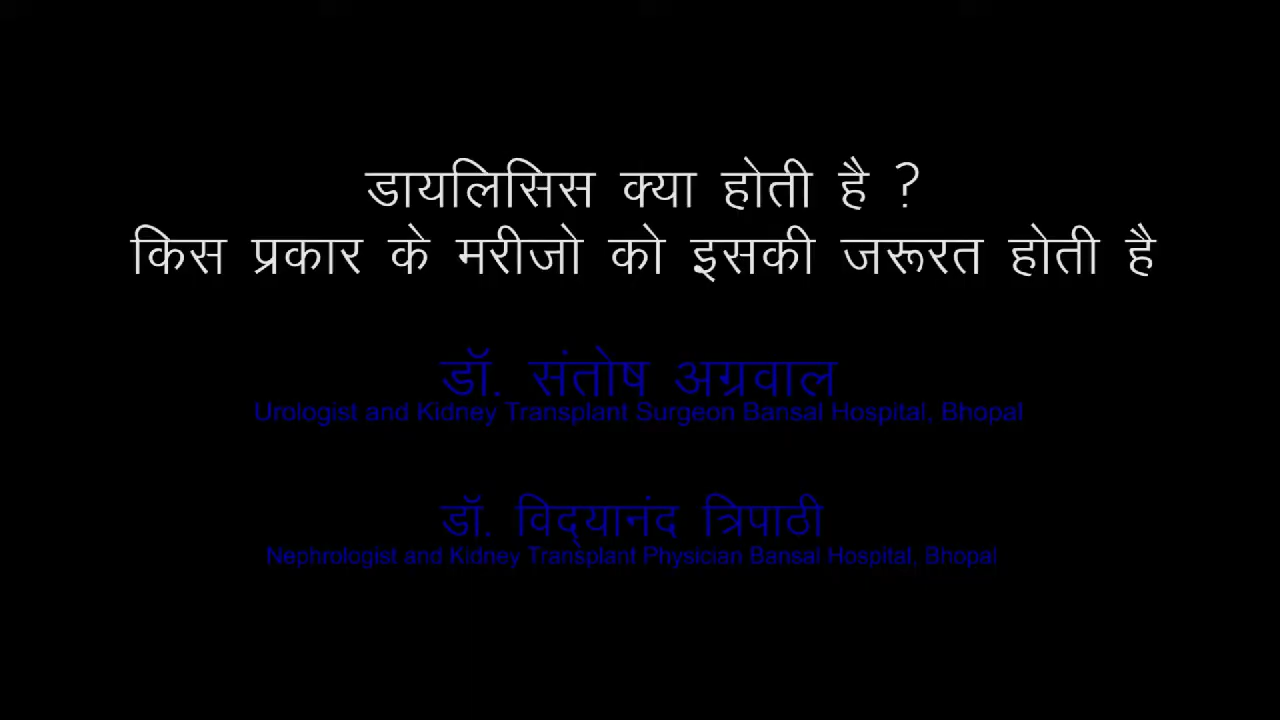 डायलिसिस क्या होती है ?
किस प्रकार के मरीजो को इसकी जरूरत होती है
डॉ. संतोष अग्रवाल
Urologist and Kidney Transplant Surgeon Bansal Hospital, Bhopal
डॉ. विद्यानंद त्रिपाठी
Nephrologist and Kidney Transplant Physician Bansal Hospital, Bhopal